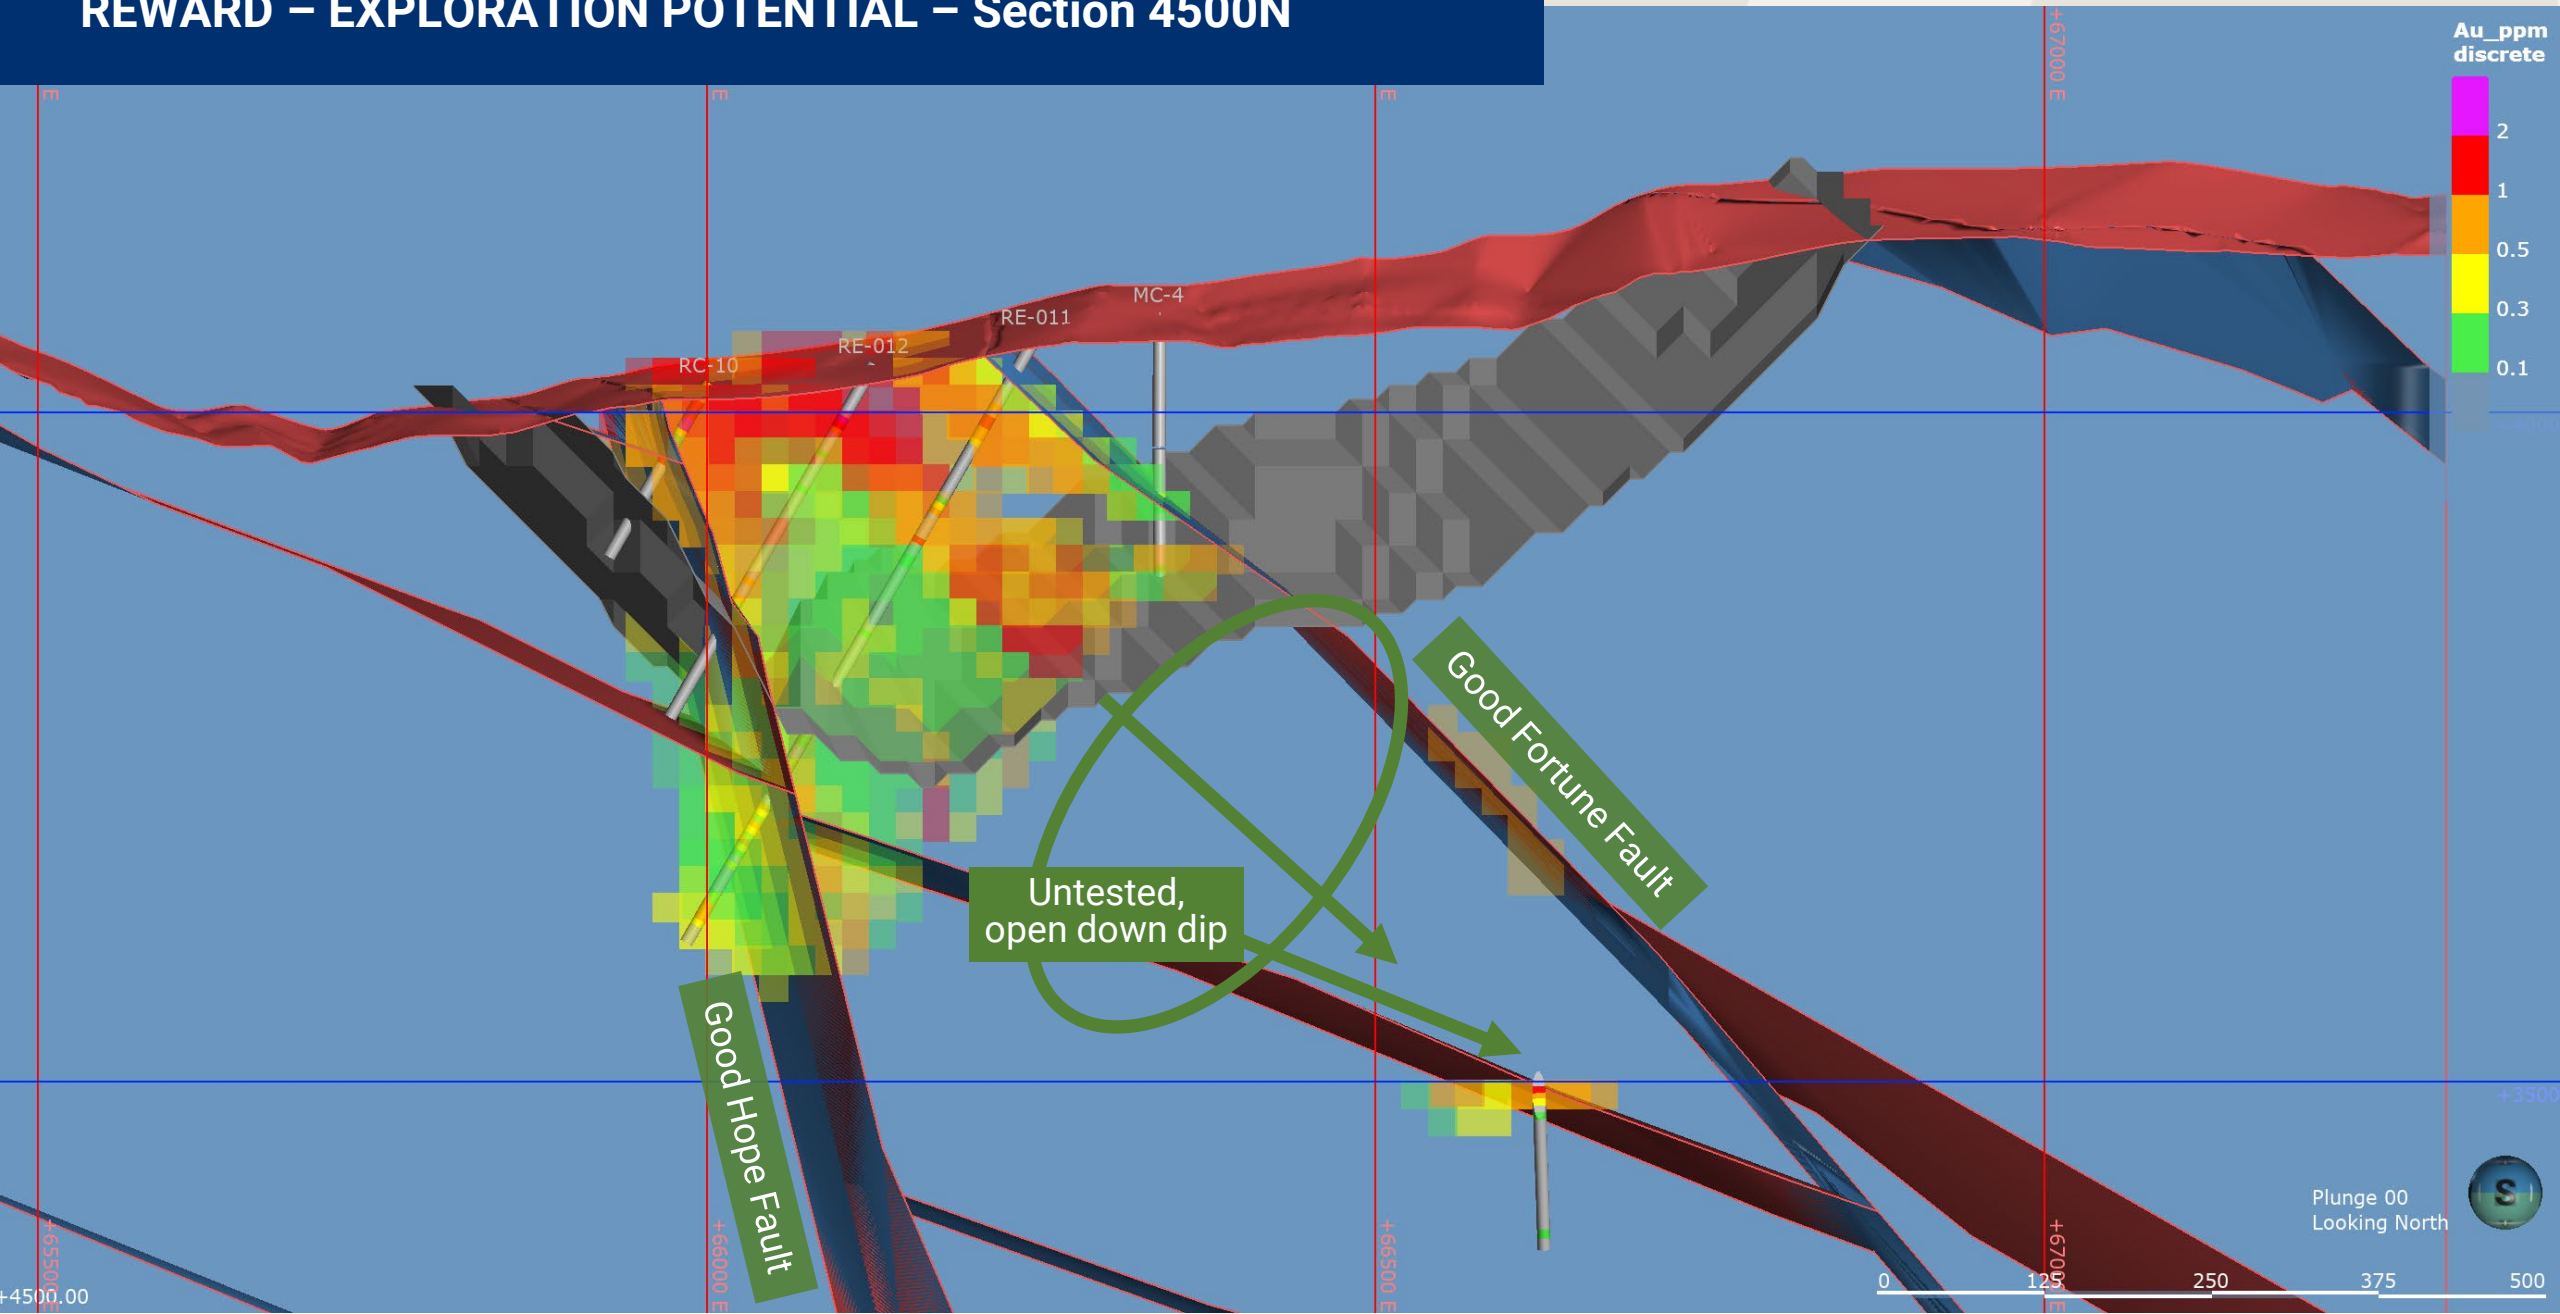 REWARD – EXPLORATION POTENTIAL – Section 4500N
Au_ppm
discrete
2
1
0.5
0.3
0.1
+67000 E
E
E
E
MC-4
RE-011
RE-012
RC-10
Good Fortune Fault
Untested,
open down dip
Good Hope Fault
+3500
Plunge 00
Looking North
S
+65500 E
+66000 E
+66500 E
+67000 E
0
125
250
375
500
+4500.00